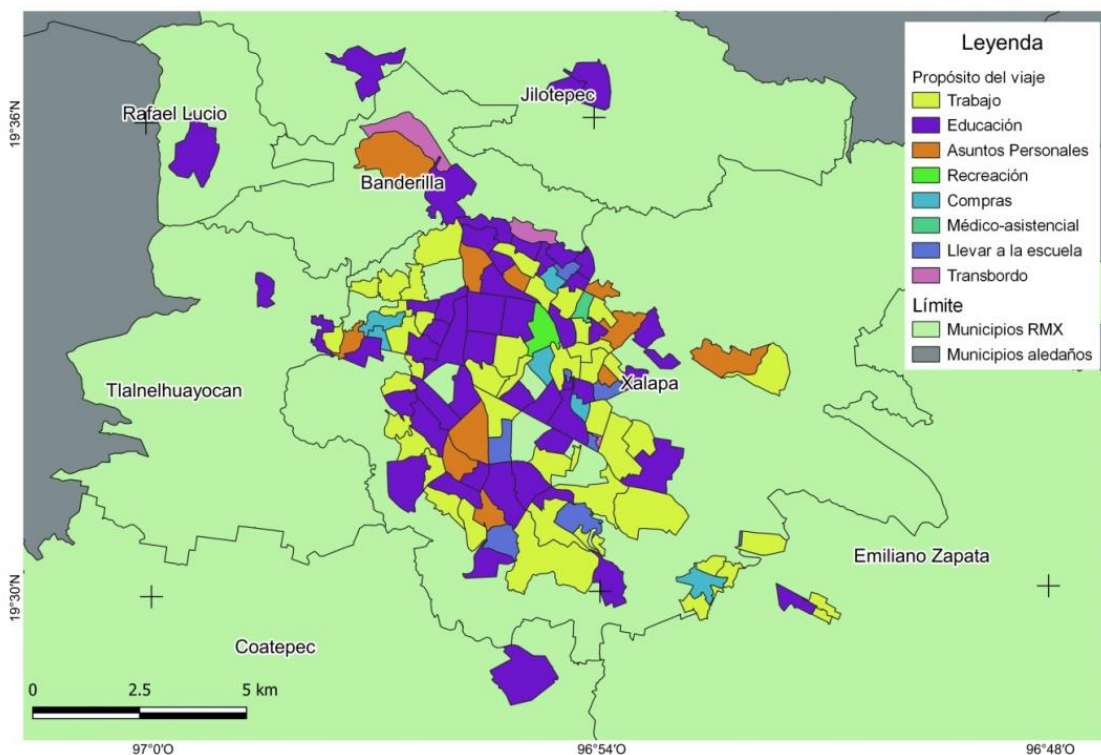 Leyenda
Propósito del viaje
Trabajo
Educación
Asuntos Personales
Recreación
Compras
Médico-asistencial
Llevar a la escuela
Transbordo
Límite
Municipios RMX
Municipios aledaños
19°36'N
Rafael Lucio
Jilotepec
Banderilla
Tlalnelhuayocan
Xalapa
Emiliano Zapata
19°30'N
Coatepec
0 2.5 5 km
97°0'O
96°54'O
96°48'O